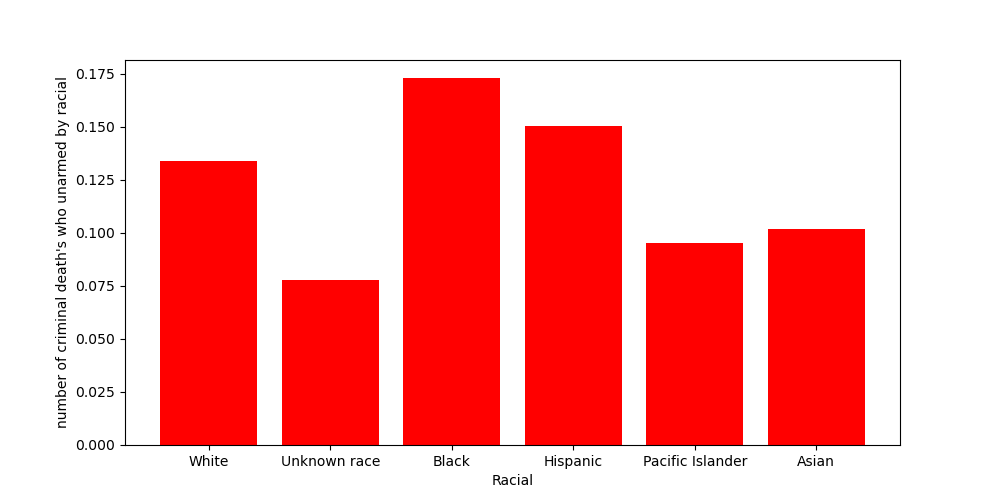 number of criminal death's who unarmed by racial
0.175
0.150
0.125
0.100
0.075
0.050
0.025
0.000
White Unknown race Black Hispanic Pacific Islander Asian
Racial